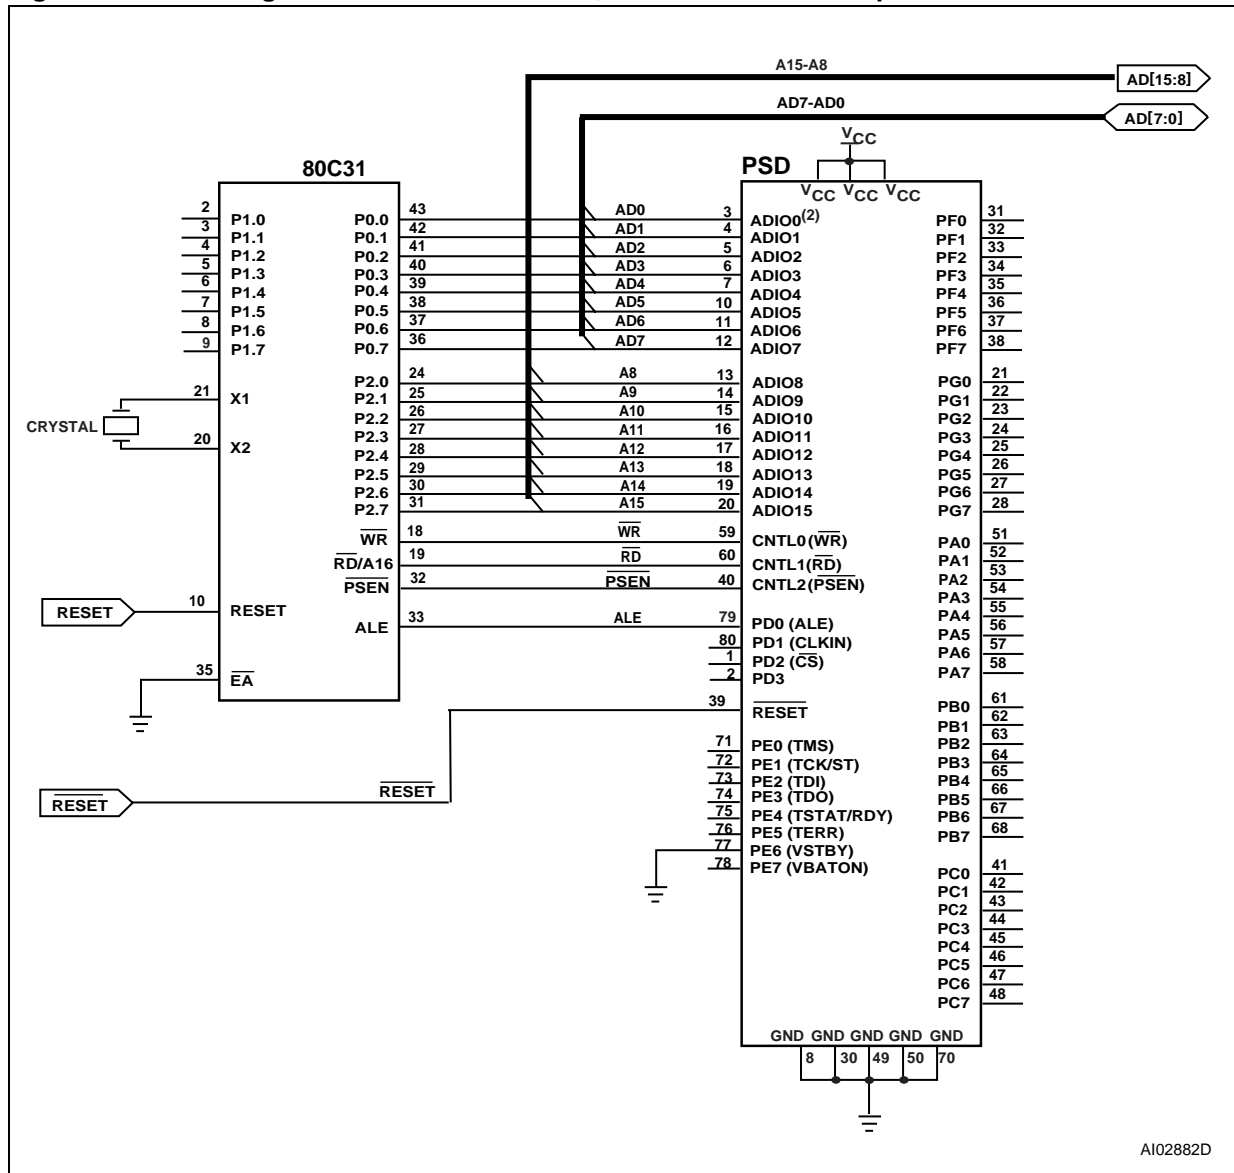 A15-A8
AD[15:8]
AD7-AD0
AD[7:0]
VCC
80C31
PSD
VCC VCC VCC
2 P1.0
3 P1.1
4 P1.2
5 P1.3
6 P1.4
7 P1.5
8 P1.6
9 P1.7
21 X1
CRYSTAL
20 X2
10 RESET
RESET
35 EA
P0.0 43 AD0 3 ADIO0(2)
P0.1 42 AD1 4 ADIO1
P0.2 41 AD2 5 ADIO2
P0.3 40 AD3 6 ADIO3
P0.4 39 AD4 7 ADIO4
P0.5 38 AD5 10 ADIO5
P0.6 37 AD6 11 ADIO6
P0.7 36 AD7 12 ADIO7
P2.0 24 A8 13 ADIO8
P2.1 25 A9 14 ADIO9
P2.2 26 A10 15 ADIO10
P2.3 27 A11 16 ADIO11
P2.4 28 A12 17 ADIO12
P2.5 29 A13 18 ADIO13
P2.6 30 A14 19 ADIO14
P2.7 31 A15 20 ADIO15
WR 18 WR 59 CNTL0(WR)
RD/A16 19 RD 60 CNTL1(RD)
PSEN 32 PSEN 40 CNTL2(PSEN)
ALE 33 ALE 79 PD0 (ALE)
80 PD1 (CLKIN)
1 PD2 (CS)
2 PD3
39 RESET
RESET
RESET
71 PE0 (TMS)
72 PE1 (TCK/ST)
73 PE2 (TDI)
74 PE3 (TDO)
75 PE4 (TSTAT/RDY)
76 PE5 (TERR)
77 PE6 (VSTBY)
78 PE7 (VBATON)
PF0 31
PF1 32
PF2 33
PF3 34
PF4 35
PF5 36
PF6 37
PF7 38
PG0 21
PG1 22
PG2 23
PG3 24
PG4 25
PG5 26
PG6 27
PG7 28
PA0 51
PA1 52
PA2 53
PA3 54
PA4 55
PA5 56
PA6 57
PA7 58
PB0 61
PB1 62
PB2 63
PB3 64
PB4 65
PB5 66
PB6 67
PB7 68
PC0 41
PC1 42
PC2 43
PC3 44
PC4 45
PC5 46
PC6 47
PC7 48
GND GND GND GND GND
8 30 49 50 70
AI02882D